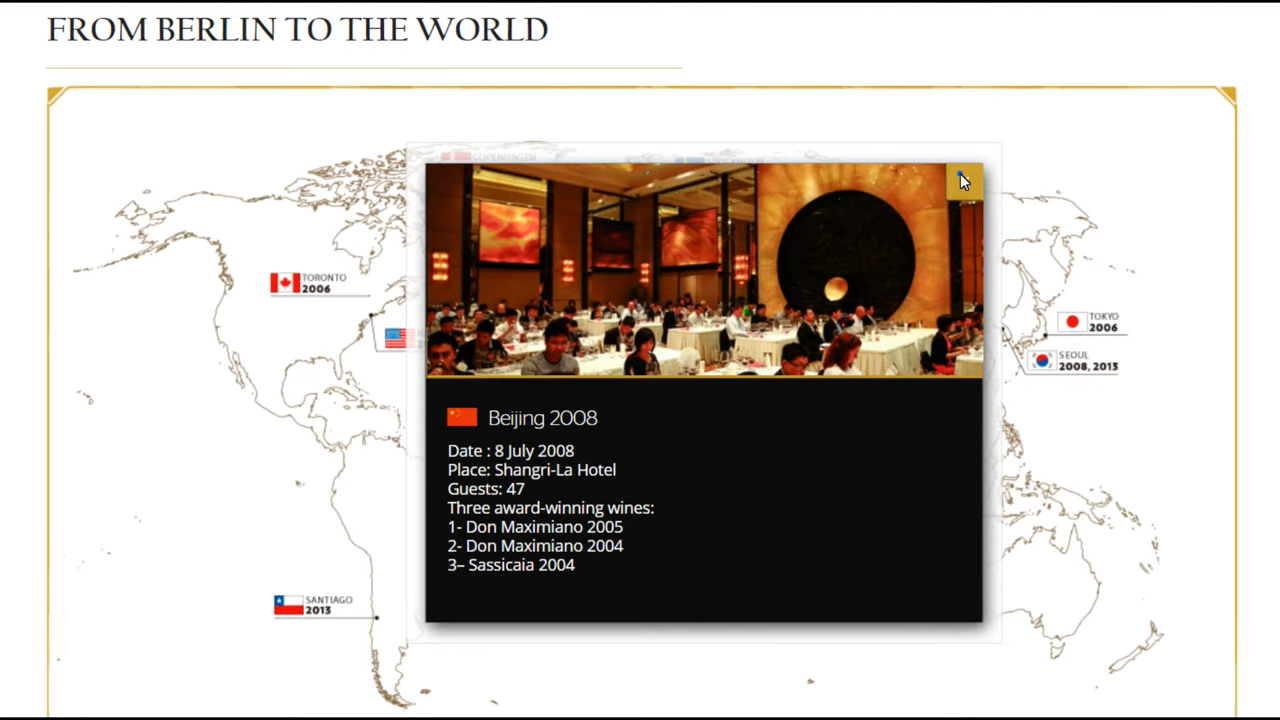 FROM BERLIN TO THE WORLD
COPENHAGEN
TORONTO
2006
TOKYO
2006
SEOUL
2008, 2013
Beijing 2008
Date : 8 July 2008
Place: Shangri-La Hotel
Guests: 47
Three award-winning wines:
1- Don Maximiano 2005
2- Don Maximiano 2004
3– Sassicaia 2004
SANTIAGO
2013